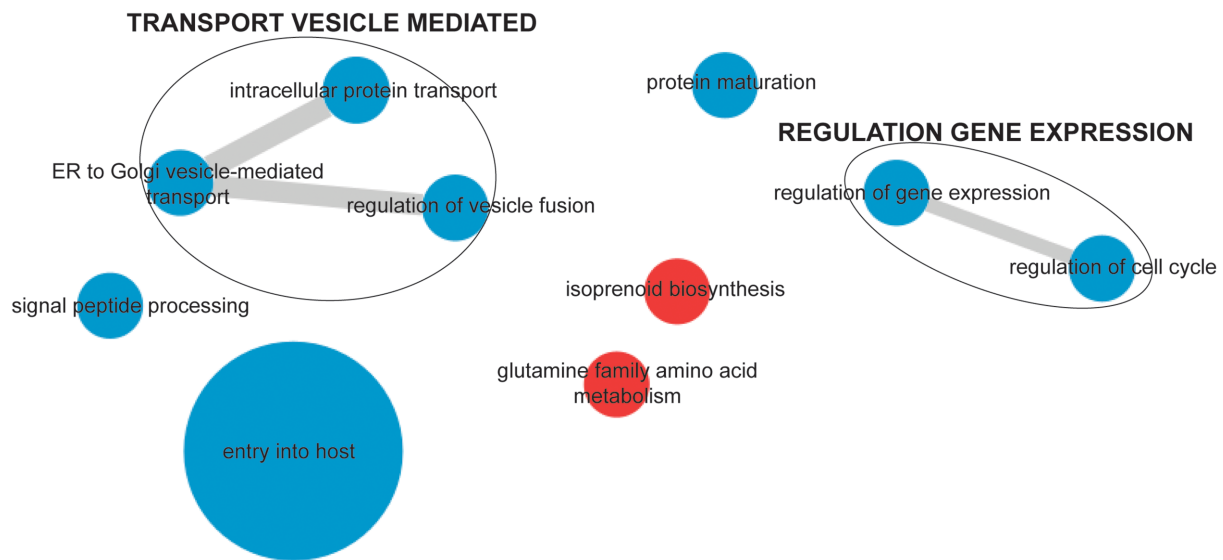 TRANSPORT VESICLE MEDIATED
intracellular protein transport
ER to Golgi vesicle-mediated
transport
regulation of vesicle fusion
protein maturation
REGULATION GENE EXPRESSION
regulation of gene expression
regulation of cell cycle
signal peptide processing
isoprenoid biosynthesis
glutamine family amino acid
metabolism
entry into host